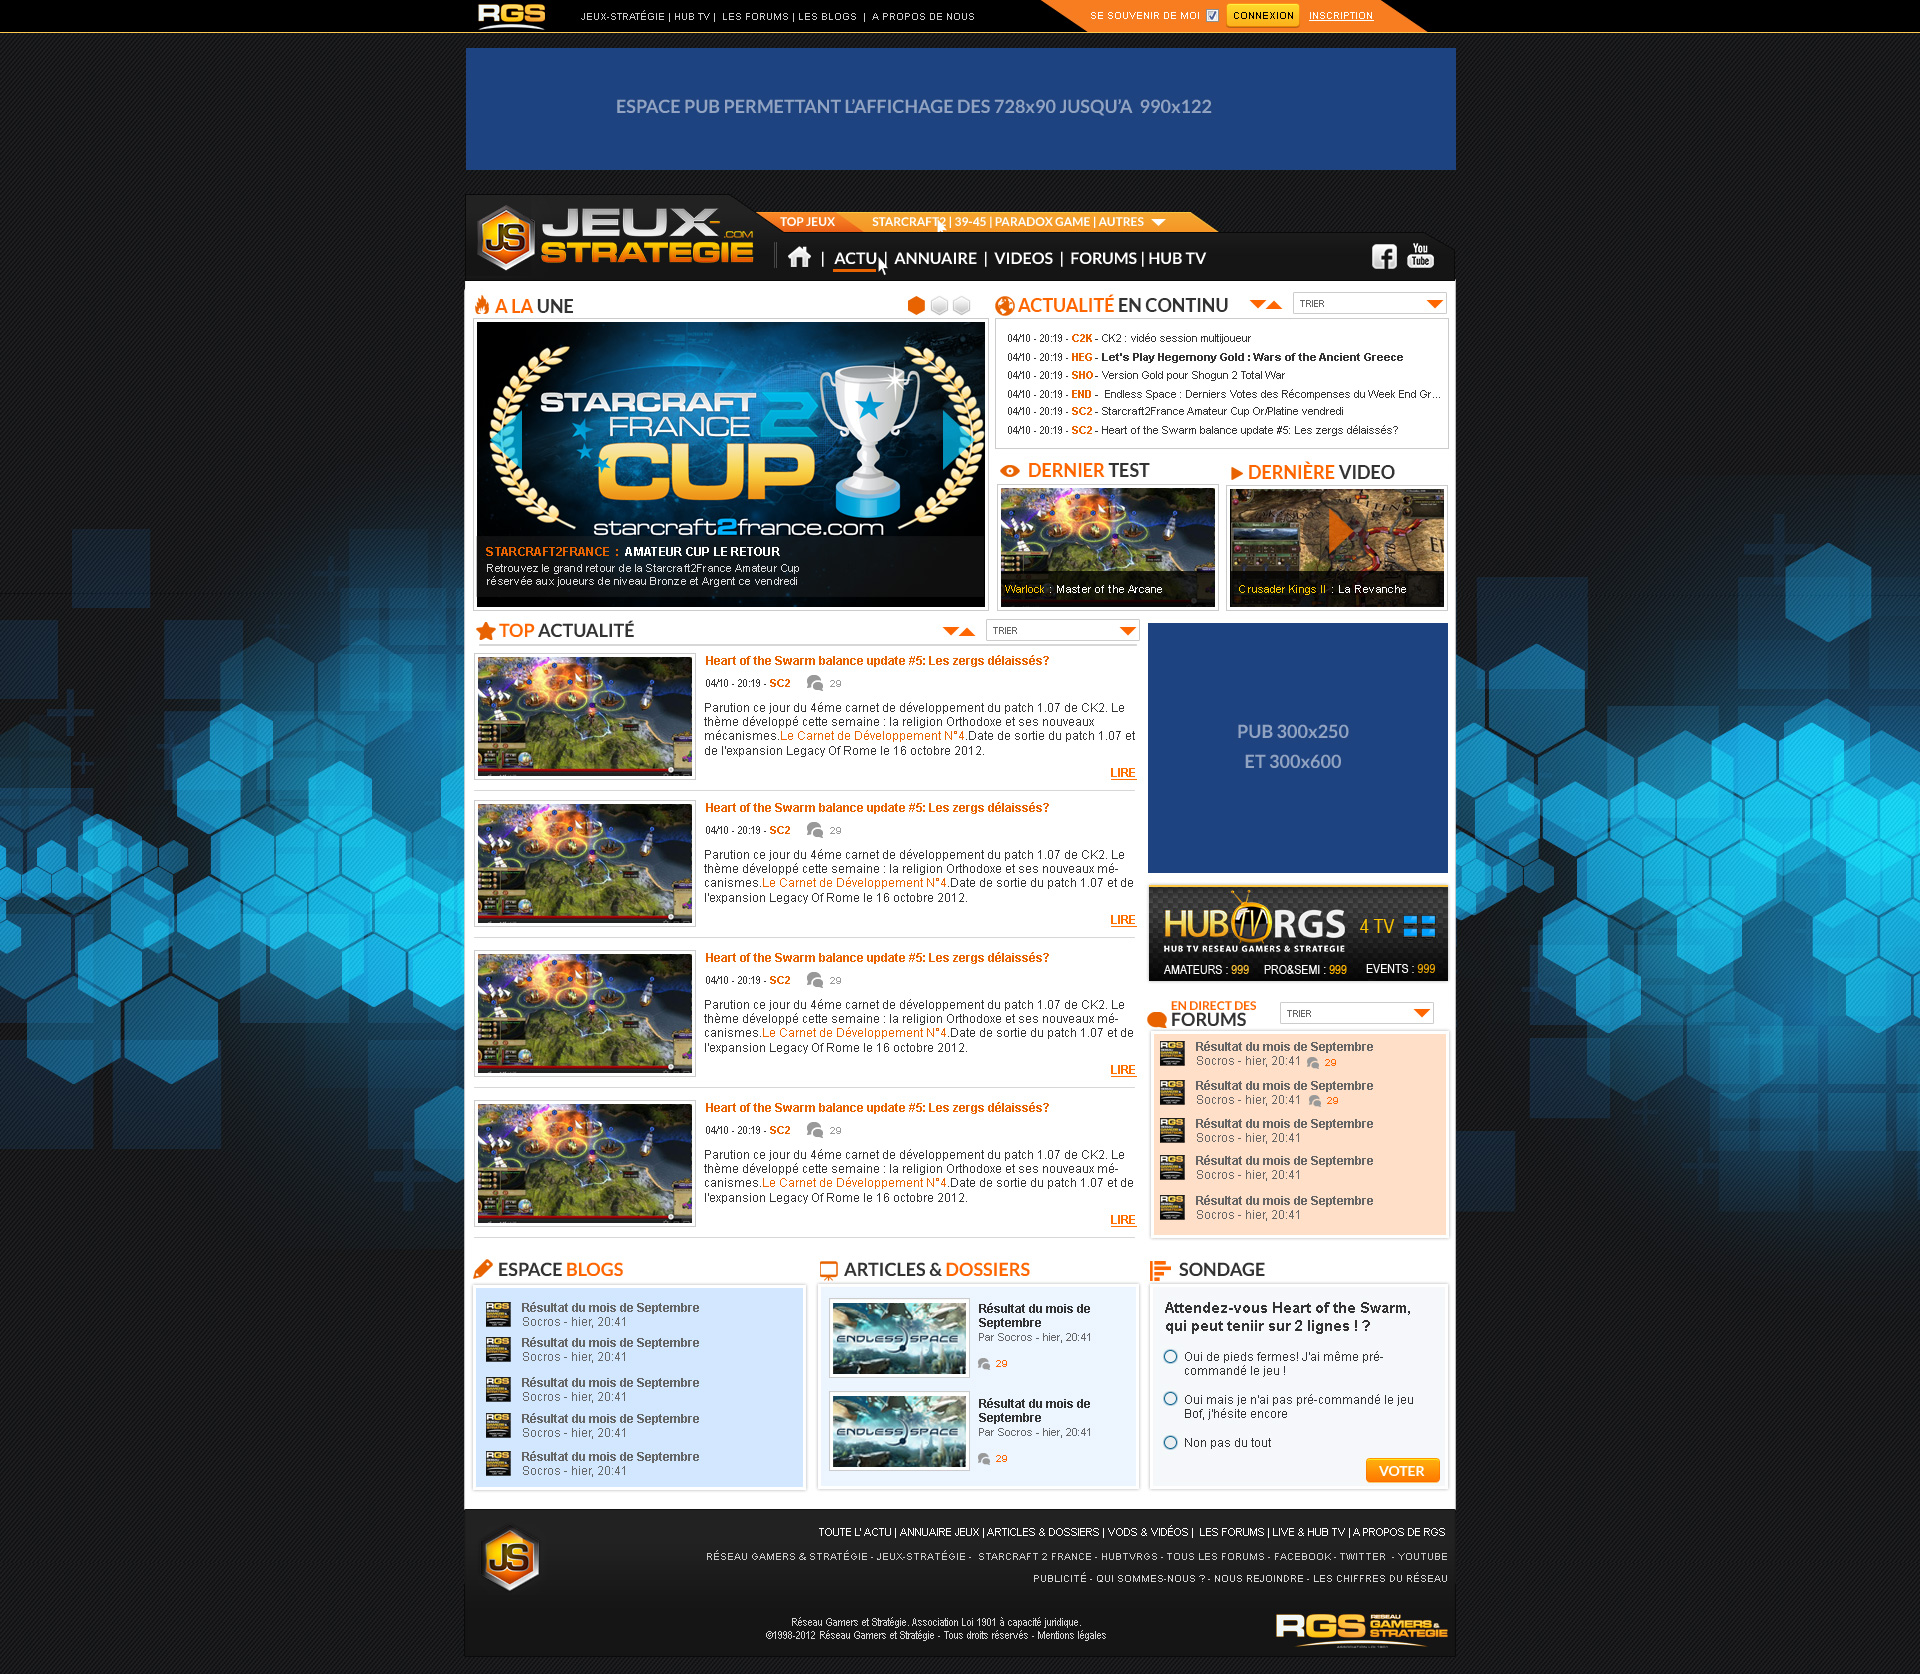 RGS
JEUX-STRATÉGIE | HUB TV | LES FORUMS | LES BLOGS | A PROPOS DE NOUS
SE SOUVENIR DE MOI
CONNEXION
INSCRIPTION
ESPACE PUB PERMETTANT L'AFFICHAGE DES 728x90 JUSQU'A 990x122
JS
JEUX-STRATEGIE.COM
TOP JEUX
STARCRAFT2 | 39-45 | PARADOX GAME | AUTRES
| ACTU | ANNUAIRE | VIDEOS | FORUMS | HUB TV
You Tube
A LA UNE
STARCRAFT 2
FRANCE
CUP
starcraft2france.com
STARCRAFT2FRANCE : AMATEUR CUP LE RETOUR
Retrouvez le grand retour de la Starcraft2France Amateur Cup
réservée aux joueurs de niveau Bronze et Argent ce vendredi
ACTUALITÉ EN CONTINU
TRIER
04/10 - 20:19 - C2K - CK2 : vidéo session multijoueur
04/10 - 20:19 - HEG - Let's Play Hegemony Gold : Wars of the Ancient Greece
04/10 - 20:19 - SHO - Version Gold pour Shogun 2 Total War
04/10 - 20:19 - END - Endless Space : Derniers Votes des Récompenses du Week End Gr...
04/10 - 20:19 - SC2 - Starcraft2France Amateur Cup Or/Platine vendredi
04/10 - 20:19 - SC2 - Heart of the Swarm balance update #5: Les zergs délaissés?
DERNIER TEST
Warlock : Master of the Arcane
DERNIÈRE VIDEO
Crusader Kings II : La Revanche
TOP ACTUALITÉ
TRIER
Heart of the Swarm balance update #5: Les zergs délaissés?
04/10 - 20:19 - SC2 29
Parution ce jour du 4éme carnet de développement du patch 1.07 de CK2. Le
thème développé cette semaine : la religion Orthodoxe et ses nouveaux
mécanismes.Le Carnet de Développement N°4.Date de sortie du patch 1.07 et
de l'expansion Legacy Of Rome le 16 octobre 2012.
LIRE
Heart of the Swarm balance update #5: Les zergs délaissés?
04/10 - 20:19 - SC2 29
Parution ce jour du 4éme carnet de développement du patch 1.07 de CK2. Le
thème développé cette semaine : la religion Orthodoxe et ses nouveaux mé-
canismes.Le Carnet de Développement N°4.Date de sortie du patch 1.07 et de
l'expansion Legacy Of Rome le 16 octobre 2012.
LIRE
Heart of the Swarm balance update #5: Les zergs délaissés?
04/10 - 20:19 - SC2 29
Parution ce jour du 4éme carnet de développement du patch 1.07 de CK2. Le
thème développé cette semaine : la religion Orthodoxe et ses nouveaux mé-
canismes.Le Carnet de Développement N°4.Date de sortie du patch 1.07 et de
l'expansion Legacy Of Rome le 16 octobre 2012.
LIRE
Heart of the Swarm balance update #5: Les zergs délaissés?
04/10 - 20:19 - SC2 29
Parution ce jour du 4éme carnet de développement du patch 1.07 de CK2. Le
thème développé cette semaine : la religion Orthodoxe et ses nouveaux mé-
canismes.Le Carnet de Développement N°4.Date de sortie du patch 1.07 et de
l'expansion Legacy Of Rome le 16 octobre 2012.
LIRE
PUB 300x250
ET 300x600
HUB TV RGS
4 TV
HUB TV RESEAU GAMERS & STRATEGIE
AMATEURS : 999 PRO&SEMI : 999 EVENTS : 999
EN DIRECT DES
FORUMS
TRIER
Résultat du mois de Septembre
Socros - hier, 20:41 29
Résultat du mois de Septembre
Socros - hier, 20:41 29
Résultat du mois de Septembre
Socros - hier, 20:41
Résultat du mois de Septembre
Socros - hier, 20:41
Résultat du mois de Septembre
Socros - hier, 20:41
ESPACE BLOGS
Résultat du mois de Septembre
Socros - hier, 20:41
Résultat du mois de Septembre
Socros - hier, 20:41
Résultat du mois de Septembre
Socros - hier, 20:41
Résultat du mois de Septembre
Socros - hier, 20:41
Résultat du mois de Septembre
Socros - hier, 20:41
ARTICLES & DOSSIERS
ENDLESS SPACE
Résultat du mois de
Septembre
Par Socros - hier, 20:41
29
ENDLESS SPACE
Résultat du mois de
Septembre
Par Socros - hier, 20:41
29
SONDAGE
Attendez-vous Heart of the Swarm,
qui peut teniir sur 2 lignes ! ?
Oui de pieds fermes! J'ai même pré-
commandé le jeu !
Oui mais je n'ai pas pré-commandé le jeu
Bof, j'hésite encore
Non pas du tout
VOTER
JS
TOUTE L' ACTU | ANNUAIRE JEUX | ARTICLES & DOSSIERS | VODS & VIDÉOS | LES FORUMS | LIVE & HUB TV | A PROPOS DE RGS
RÉSEAU GAMERS & STRATÉGIE - JEUX-STRATÉGIE - STARCRAFT 2 FRANCE - HUBTVRGS - TOUS LES FORUMS - FACEBOOK - TWITTER - YOUTUBE
PUBLICITÉ - QUI SOMMES-NOUS ? - NOUS REJOINDRE - LES CHIFFRES DU RÉSEAU
Réseau Gamers et Stratégie. Association Loi 1901 à capacité juridique.
©1998-2012 Réseau Gamers et Stratégie - Tous droits réservés - Mentions légales
RGS RESEAU GAMERS & STRATEGIE